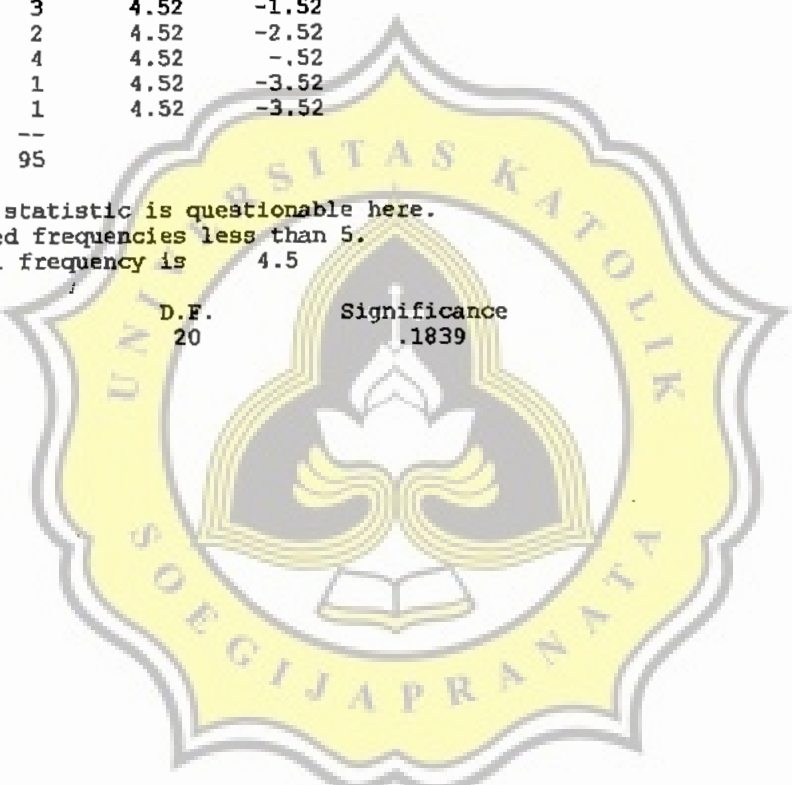 3 4.52 -1.52
2 4.52 -2.52
4 4.52 -.52
1 4.52 -3.52
1 4.52 -3.52
--
95
statistic is questionable here.
ed frequencies less than 5.
frequency is 4.5
D.F. Significance
20 .1839
UNIVERSITAS KATOLIK
SOEGIJAPRANATA